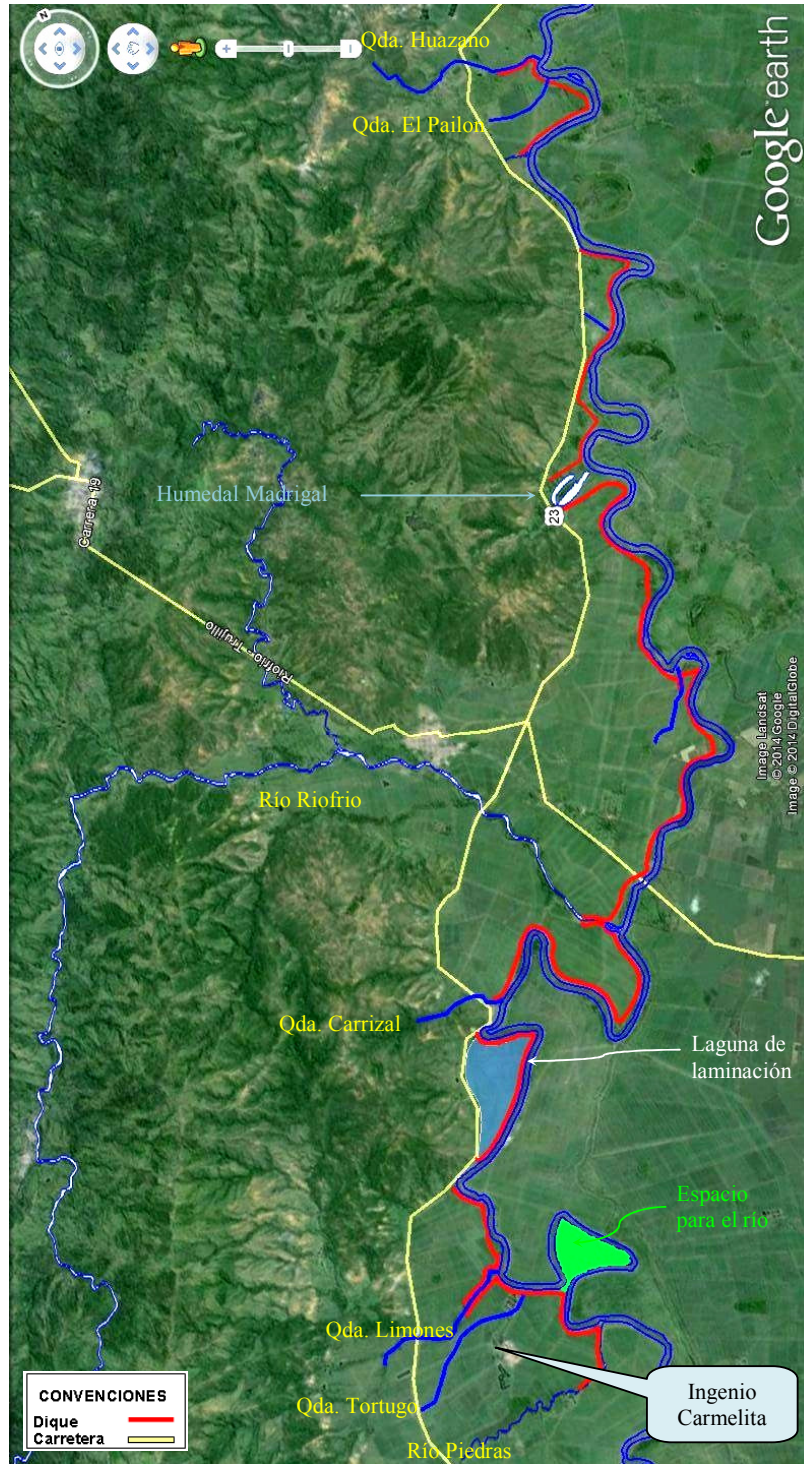 N
Qda. Huazano
Qda. El Pailon
Google earth
Carrera 19
Humedal Madrigal
23
Riofrio - Trujillo
Image Landsat
© 2014 Google
Image © 2014 DigitalGlobe
Río Riofrio
Qda. Carrizal
Laguna de
laminación
Espacio
para el río
Qda. Limones
Qda. Tortugo
Río Piedras
Ingenio
Carmelita
CONVENCIONES
Dique
Carretera